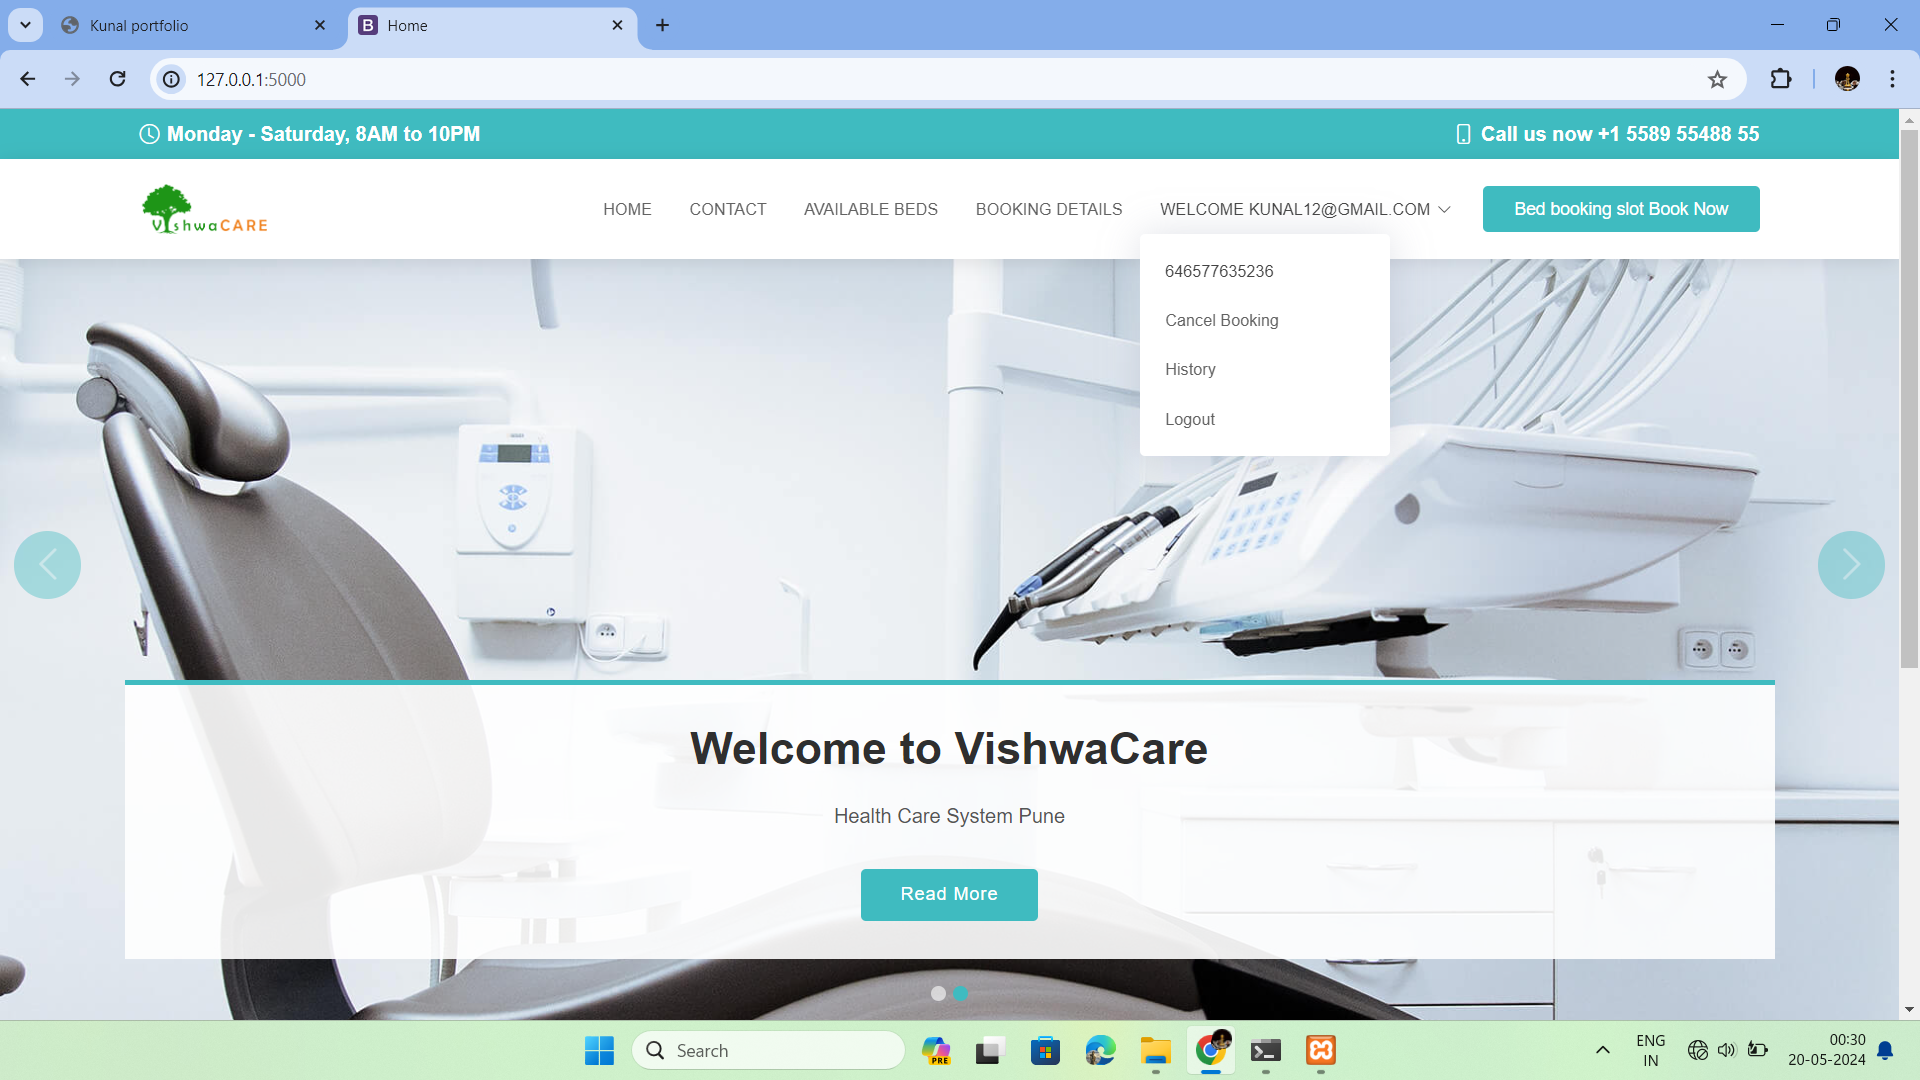 Kunal portfolio
Home
127.0.0.1:5000
Monday - Saturday, 8AM to 10PM
Call us now +1 5589 55488 55
VishwaCARE
HOME
CONTACT
AVAILABLE BEDS
BOOKING DETAILS
WELCOME KUNAL12@GMAIL.COM
Bed booking slot Book Now
646577635236
Cancel Booking
History
Logout
Welcome to VishwaCare
Health Care System Pune
Read More
Search
PRE
ENG
IN
00:30
20-05-2024